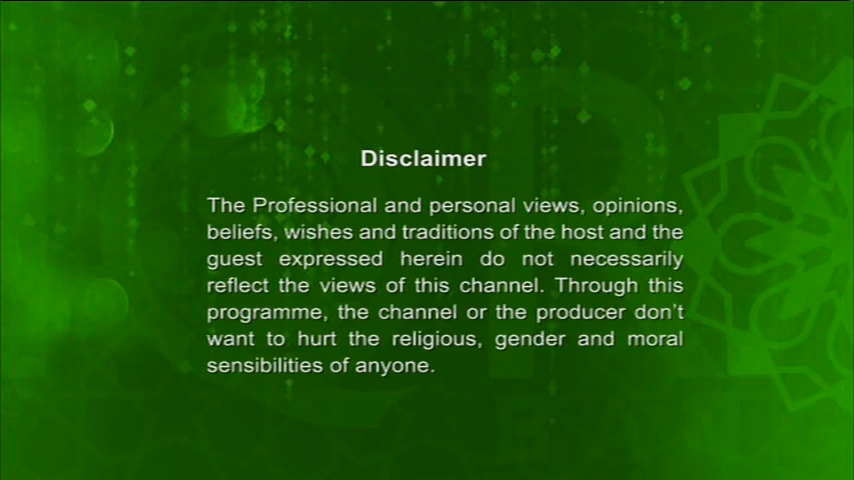 Disclaimer
The Professional and personal views, opinions,
beliefs, wishes and traditions of the host and the
guest expressed herein do not necessarily
reflect the views of this channel. Through this
programme, the channel or the producer don't
want to hurt the religious, gender and moral
sensibilities of anyone.